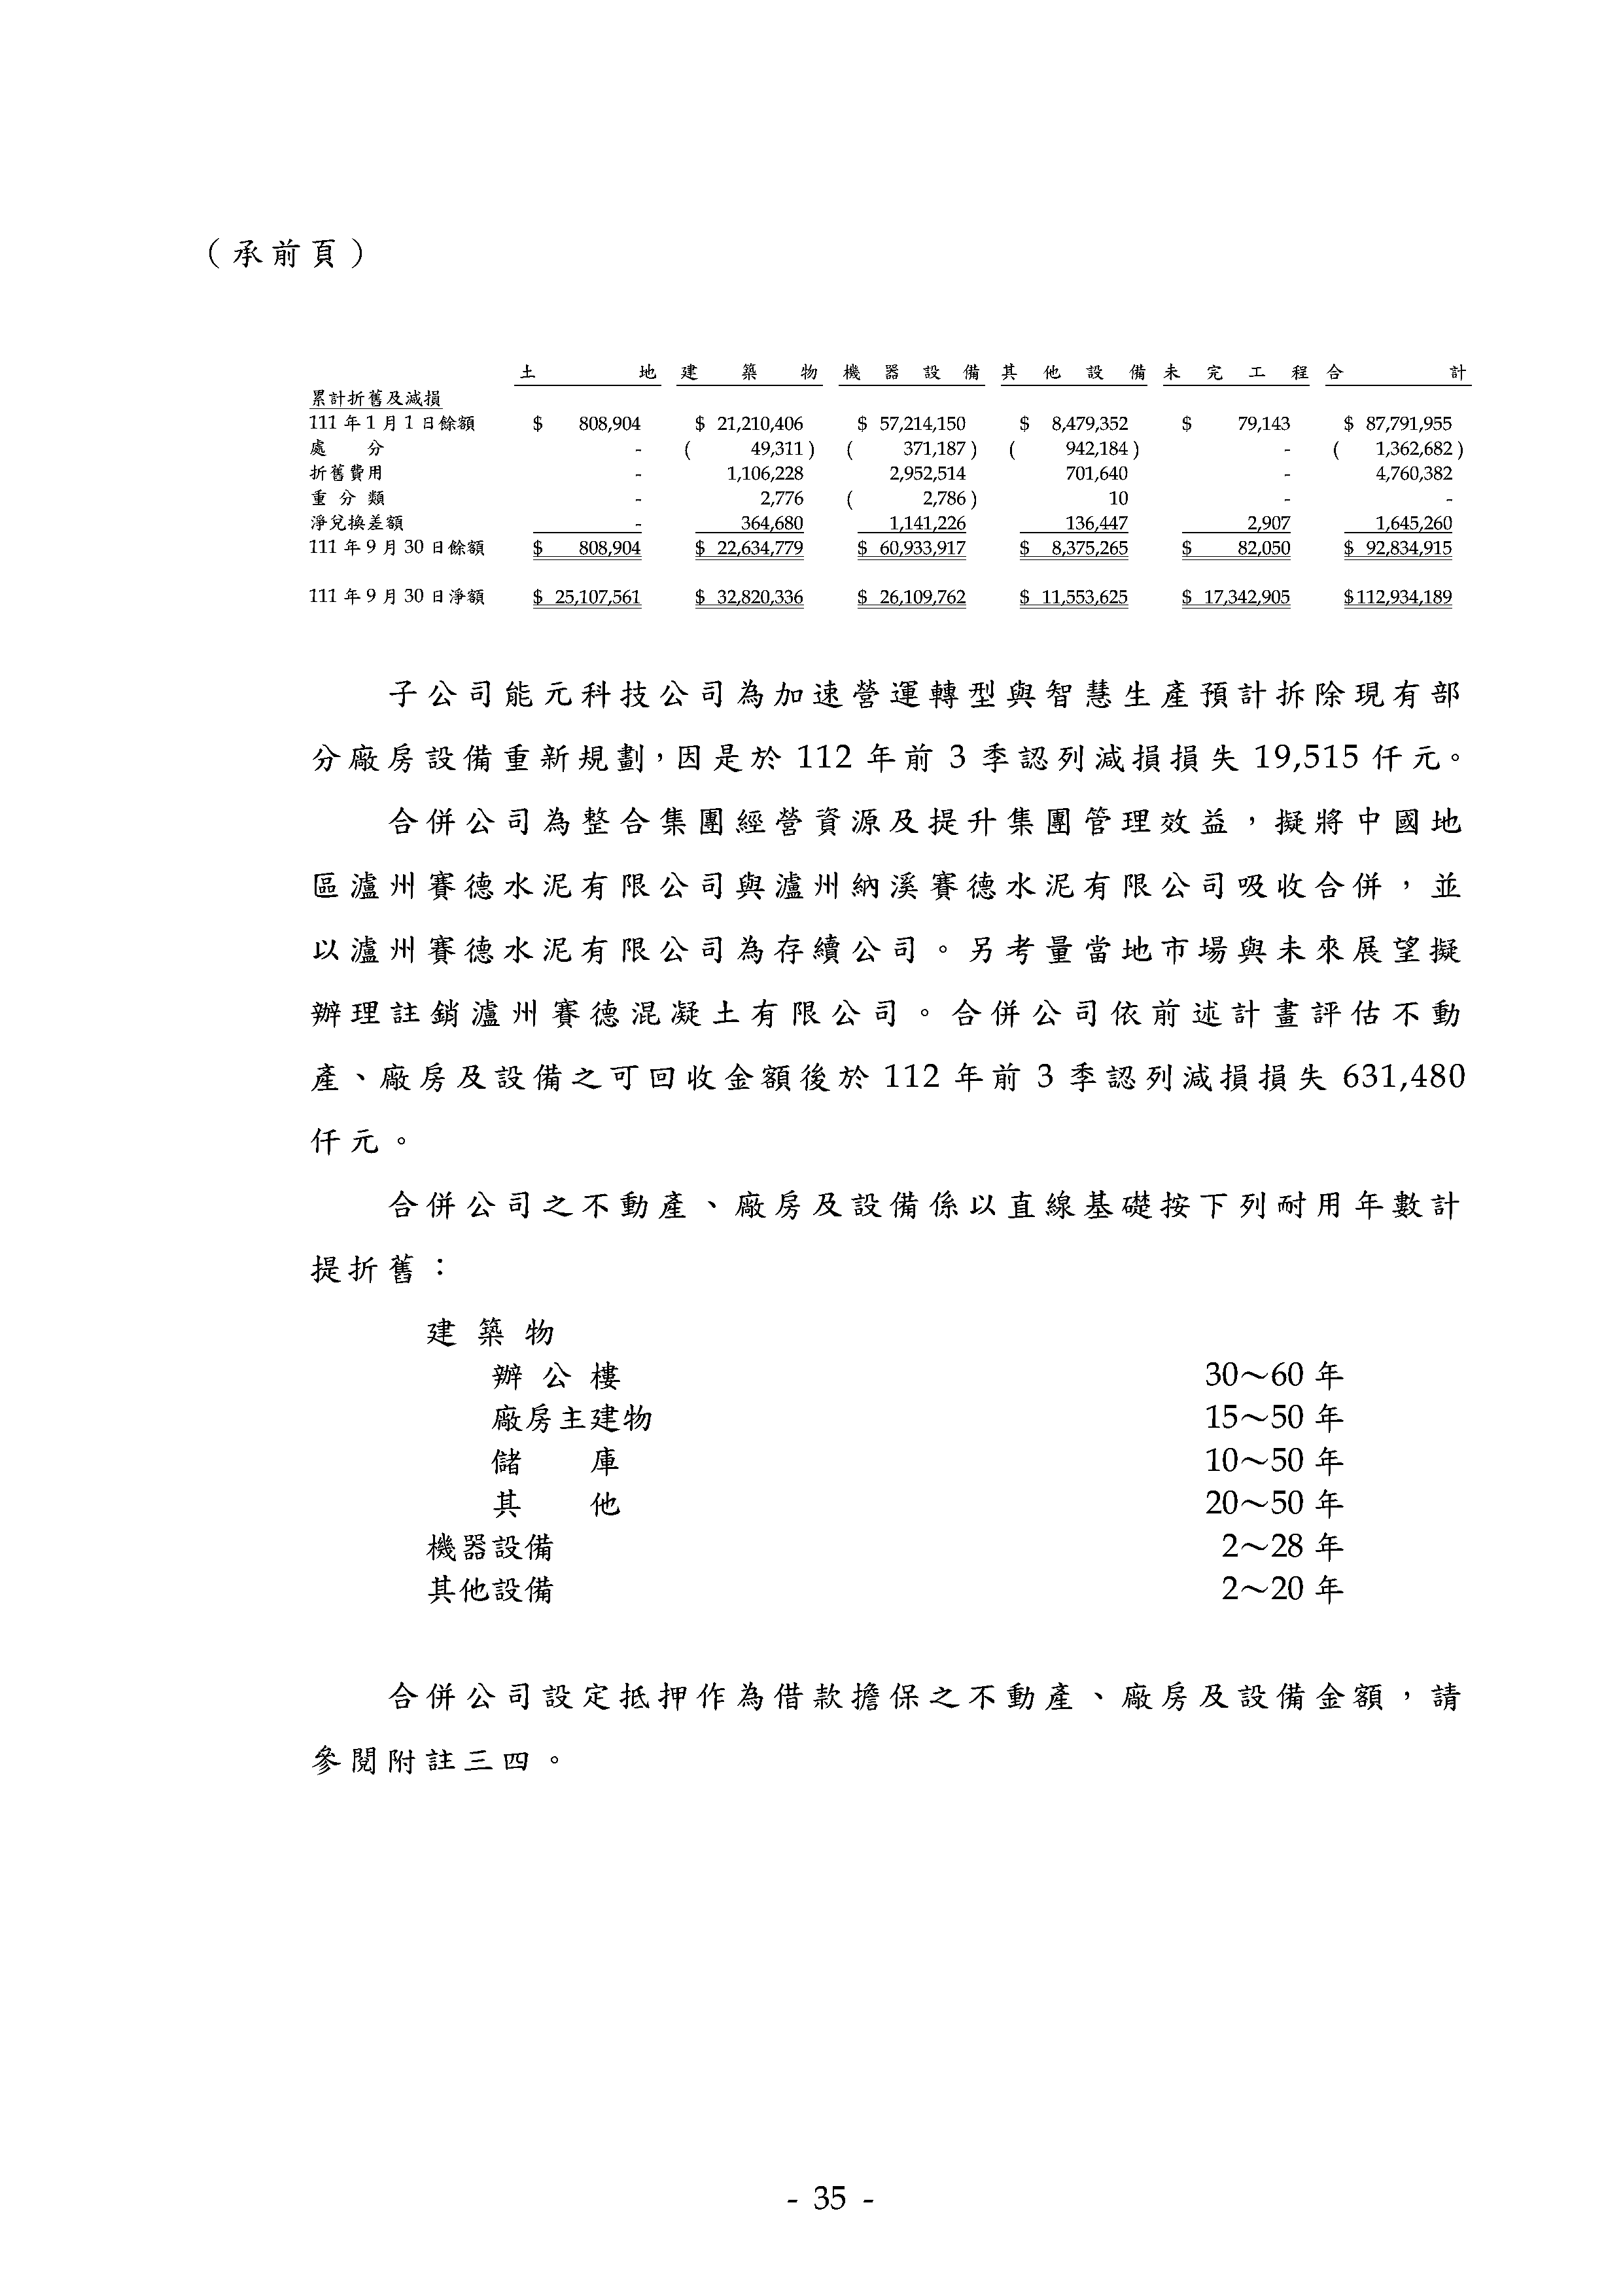 （承前頁）
土地 建築物 機器設備 其他設備 未完工程 合計
累計折舊及減損
111年1月1日餘額 $ 808,904 $ 21,210,406 $ 57,214,150 $ 8,479,352 $ 79,143 $ 87,791,955
處分 - ( 49,311) ( 371,187) ( 942,184) - ( 1,362,682)
折舊費用 - 1,106,228 2,952,514 701,640 - 4,760,382
重分類 - 2,776 ( 2,786) 10 - -
淨兌換差額 - 364,680 1,141,226 136,447 2,907 1,645,260
111年9月30日餘額 $ 808,904 $ 22,634,779 $ 60,933,917 $ 8,375,265 $ 82,050 $ 92,834,915
111年9月30日淨額 $ 25,107,561 $ 32,820,336 $ 26,109,762 $ 11,553,625 $ 17,342,905 $112,934,189
子公司能元科技公司為加速營運轉型與智慧生產預計拆除現有部
分廠房設備重新規劃，因是於 112 年前 3 季認列減損損失 19,515 仟元。
合併公司為整合集團經營資源及提升集團管理效益，擬將中國地
區瀘州賽德水泥有限公司與瀘州納溪賽德水泥有限公司吸收合併，並
以瀘州賽德水泥有限公司為存續公司。另考量當地市場與未來展望擬
辦理註銷瀘州賽德混凝土有限公司。合併公司依前述計畫評估不動
產、廠房及設備之可回收金額後於 112 年前 3 季認列減損損失 631,480
仟元。
合併公司之不動產、廠房及設備係以直線基礎按下列耐用年數計
提折舊：
建築物
辦公樓 30～60 年
廠房主建物 15～50 年
儲庫 10～50 年
其他 20～50 年
機器設備 2～28 年
其他設備 2～20 年
合併公司設定抵押作為借款擔保之不動產、廠房及設備金額，請
參閱附註三四。
- 35 -